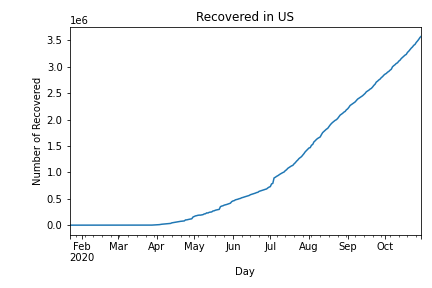 Recovered in US
1e6
3.5
3.0
2.5
2.0
1.5
1.0
0.5
0.0
Number of Recovered
Feb Mar Apr May Jun Jul Aug Sep Oct
2020
Day